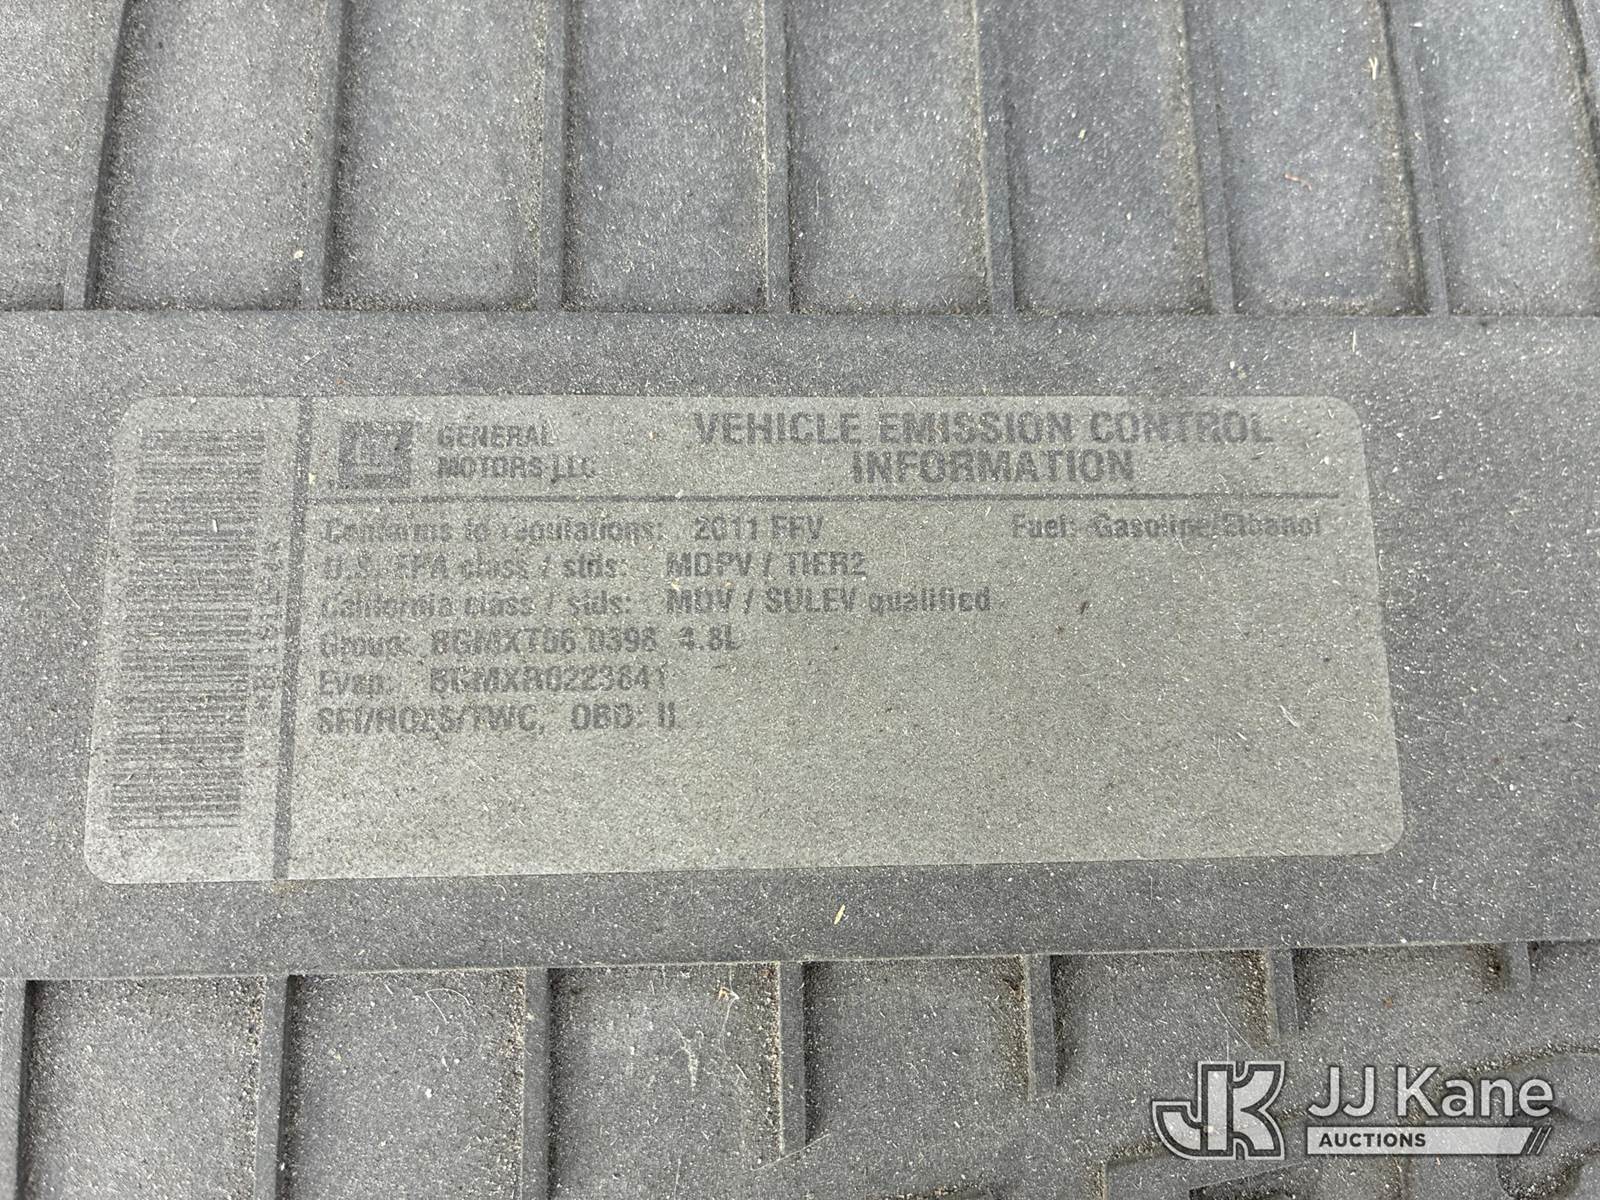 GENERAL
MOTORS LLC
VEHICLE EMISSION CONTROL
INFORMATION
Conforms to regulations: 2011 FFV Fuel: Gasoline/Ethanol
U.S. EPA class / stds: MDPV / TIER2
California class / stds: MDV / SULEV qualified
Group: BGMXT06.0398 4.8L
Evap: BGMXR0223841
SFI/HO2S/TWC, OBD: II
JJ Kane
AUCTIONS